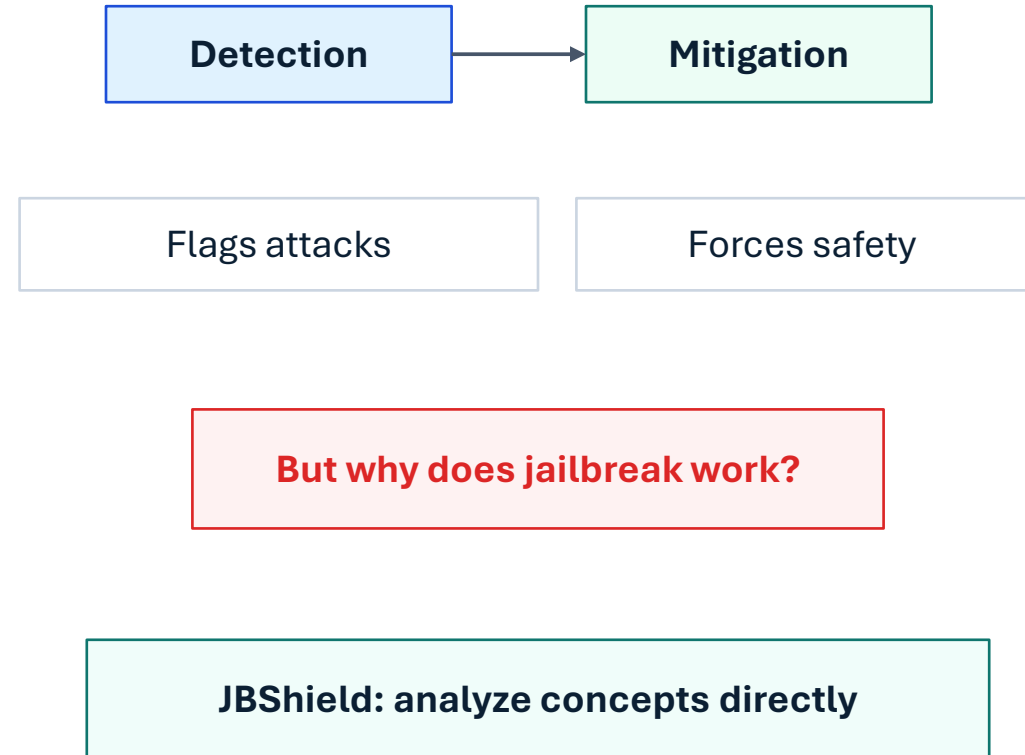 Detection
Mitigation
Flags attacks
Forces safety
But why does jailbreak work?
JBShield: analyze concepts directly